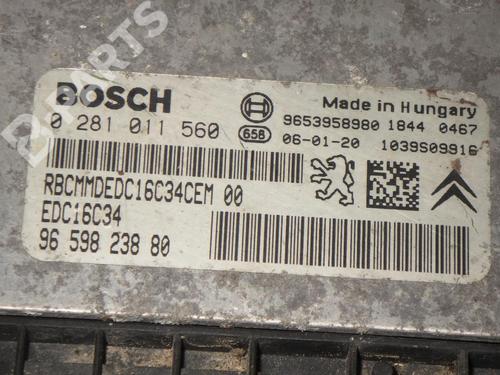 B PARTS
BOSCH
Made in Hungary
0 281 011 560
658
9653958980 1844 0467
06-01-20 1039S09916
RBCMMDEDC16C34CEM 00
EDC16C34
96 598 238 80